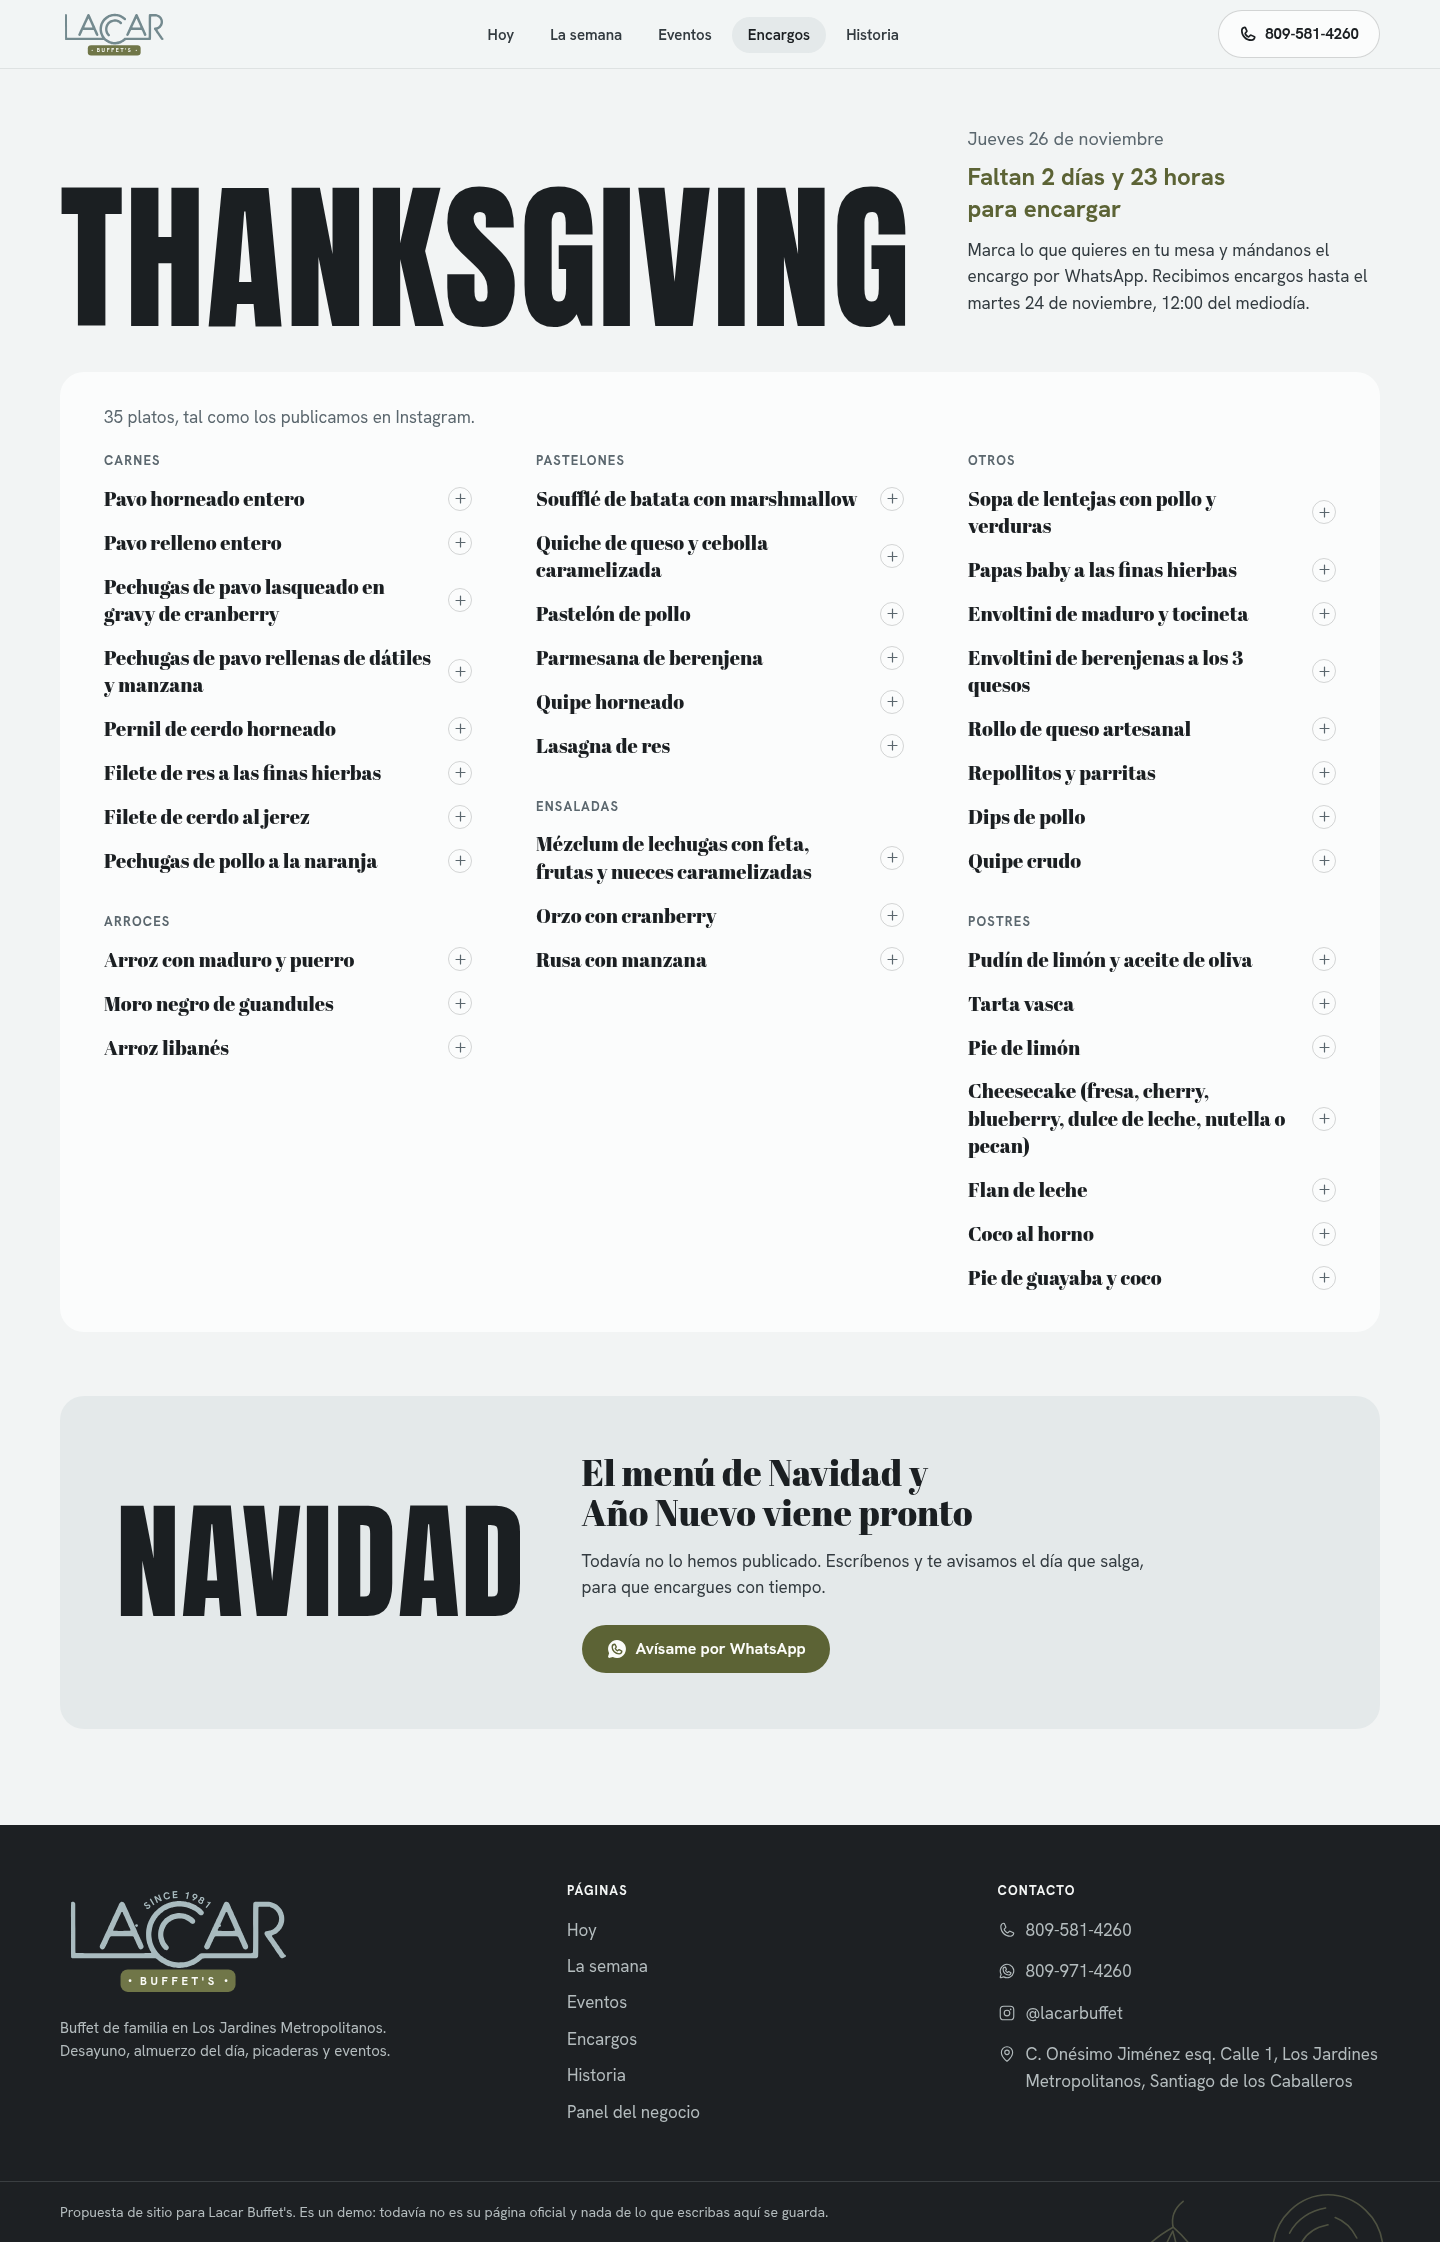 LACAR
· BUFFET'S ·
Hoy
La semana
Eventos
Encargos
Historia
809-581-4260
THANKSGIVING
Jueves 26 de noviembre
Faltan 2 días y 23 horas
para encargar
Marca lo que quieres en tu mesa y mándanos el
encargo por WhatsApp. Recibimos encargos hasta el
martes 24 de noviembre, 12:00 del mediodía.
35 platos, tal como los publicamos en Instagram.
CARNES
Pavo horneado entero
Pavo relleno entero
Pechugas de pavo lasqueado en
gravy de cranberry
Pechugas de pavo rellenas de dátiles
y manzana
Pernil de cerdo horneado
Filete de res a las finas hierbas
Filete de cerdo al jerez
Pechugas de pollo a la naranja
ARROCES
Arroz con maduro y puerro
Moro negro de guandules
Arroz libanés
PASTELONES
Soufflé de batata con marshmallow
Quiche de queso y cebolla
caramelizada
Pastelón de pollo
Parmesana de berenjena
Quipe horneado
Lasagna de res
ENSALADAS
Mézclum de lechugas con feta,
frutas y nueces caramelizadas
Orzo con cranberry
Rusa con manzana
OTROS
Sopa de lentejas con pollo y
verduras
Papas baby a las finas hierbas
Envoltini de maduro y tocineta
Envoltini de berenjenas a los 3
quesos
Rollo de queso artesanal
Repollitos y parritas
Dips de pollo
Quipe crudo
POSTRES
Pudín de limón y aceite de oliva
Tarta vasca
Pie de limón
Cheesecake (fresa, cherry,
blueberry, dulce de leche, nutella o
pecan)
Flan de leche
Coco al horno
Pie de guayaba y coco
NAVIDAD
El menú de Navidad y
Año Nuevo viene pronto
Todavía no lo hemos publicado. Escríbenos y te avisamos el día que salga,
para que encargues con tiempo.
Avísame por WhatsApp
SINCE 1981
LACAR
· BUFFET'S ·
Buffet de familia en Los Jardines Metropolitanos.
Desayuno, almuerzo del día, picaderas y eventos.
PÁGINAS
Hoy
La semana
Eventos
Encargos
Historia
Panel del negocio
CONTACTO
809-581-4260
809-971-4260
@lacarbuffet
C. Onésimo Jiménez esq. Calle 1, Los Jardines
Metropolitanos, Santiago de los Caballeros
Propuesta de sitio para Lacar Buffet's. Es un demo: todavía no es su página oficial y nada de lo que escribas aquí se guarda.